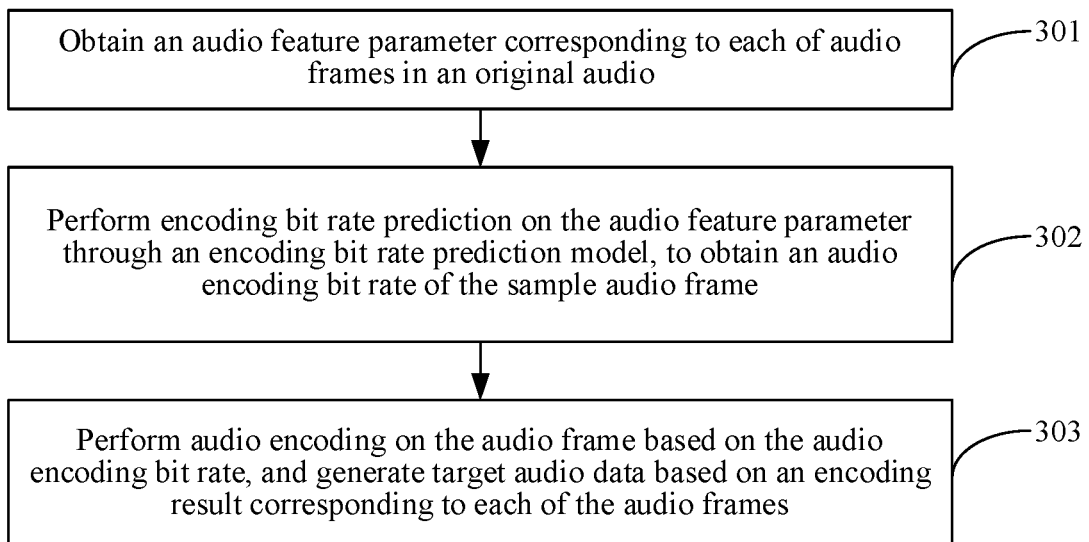 Obtain an audio feature parameter corresponding to each of audio
frames in an original audio
301
Perform encoding bit rate prediction on the audio feature parameter
through an encoding bit rate prediction model, to obtain an audio
encoding bit rate of the sample audio frame
302
Perform audio encoding on the audio frame based on the audio
encoding bit rate, and generate target audio data based on an encoding
result corresponding to each of the audio frames
303